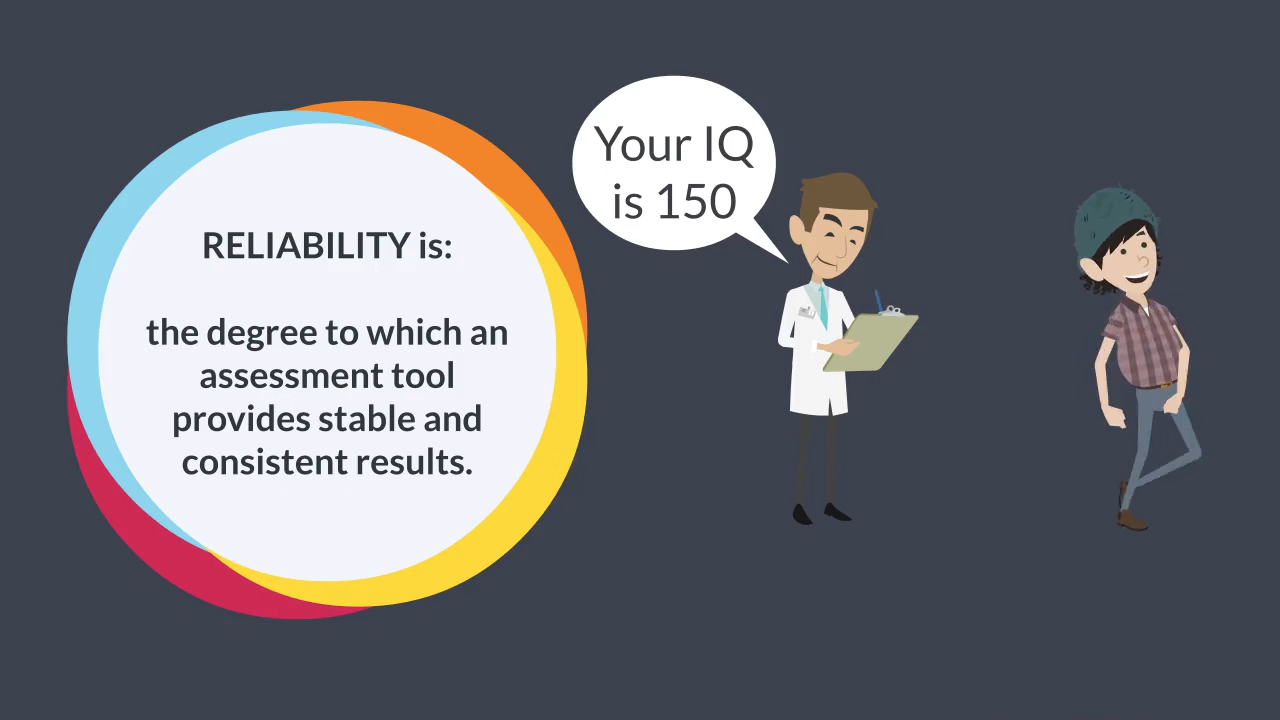 RELIABILITY is:
the degree to which an
assessment tool
provides stable and
consistent results.
Your IQ
is 150